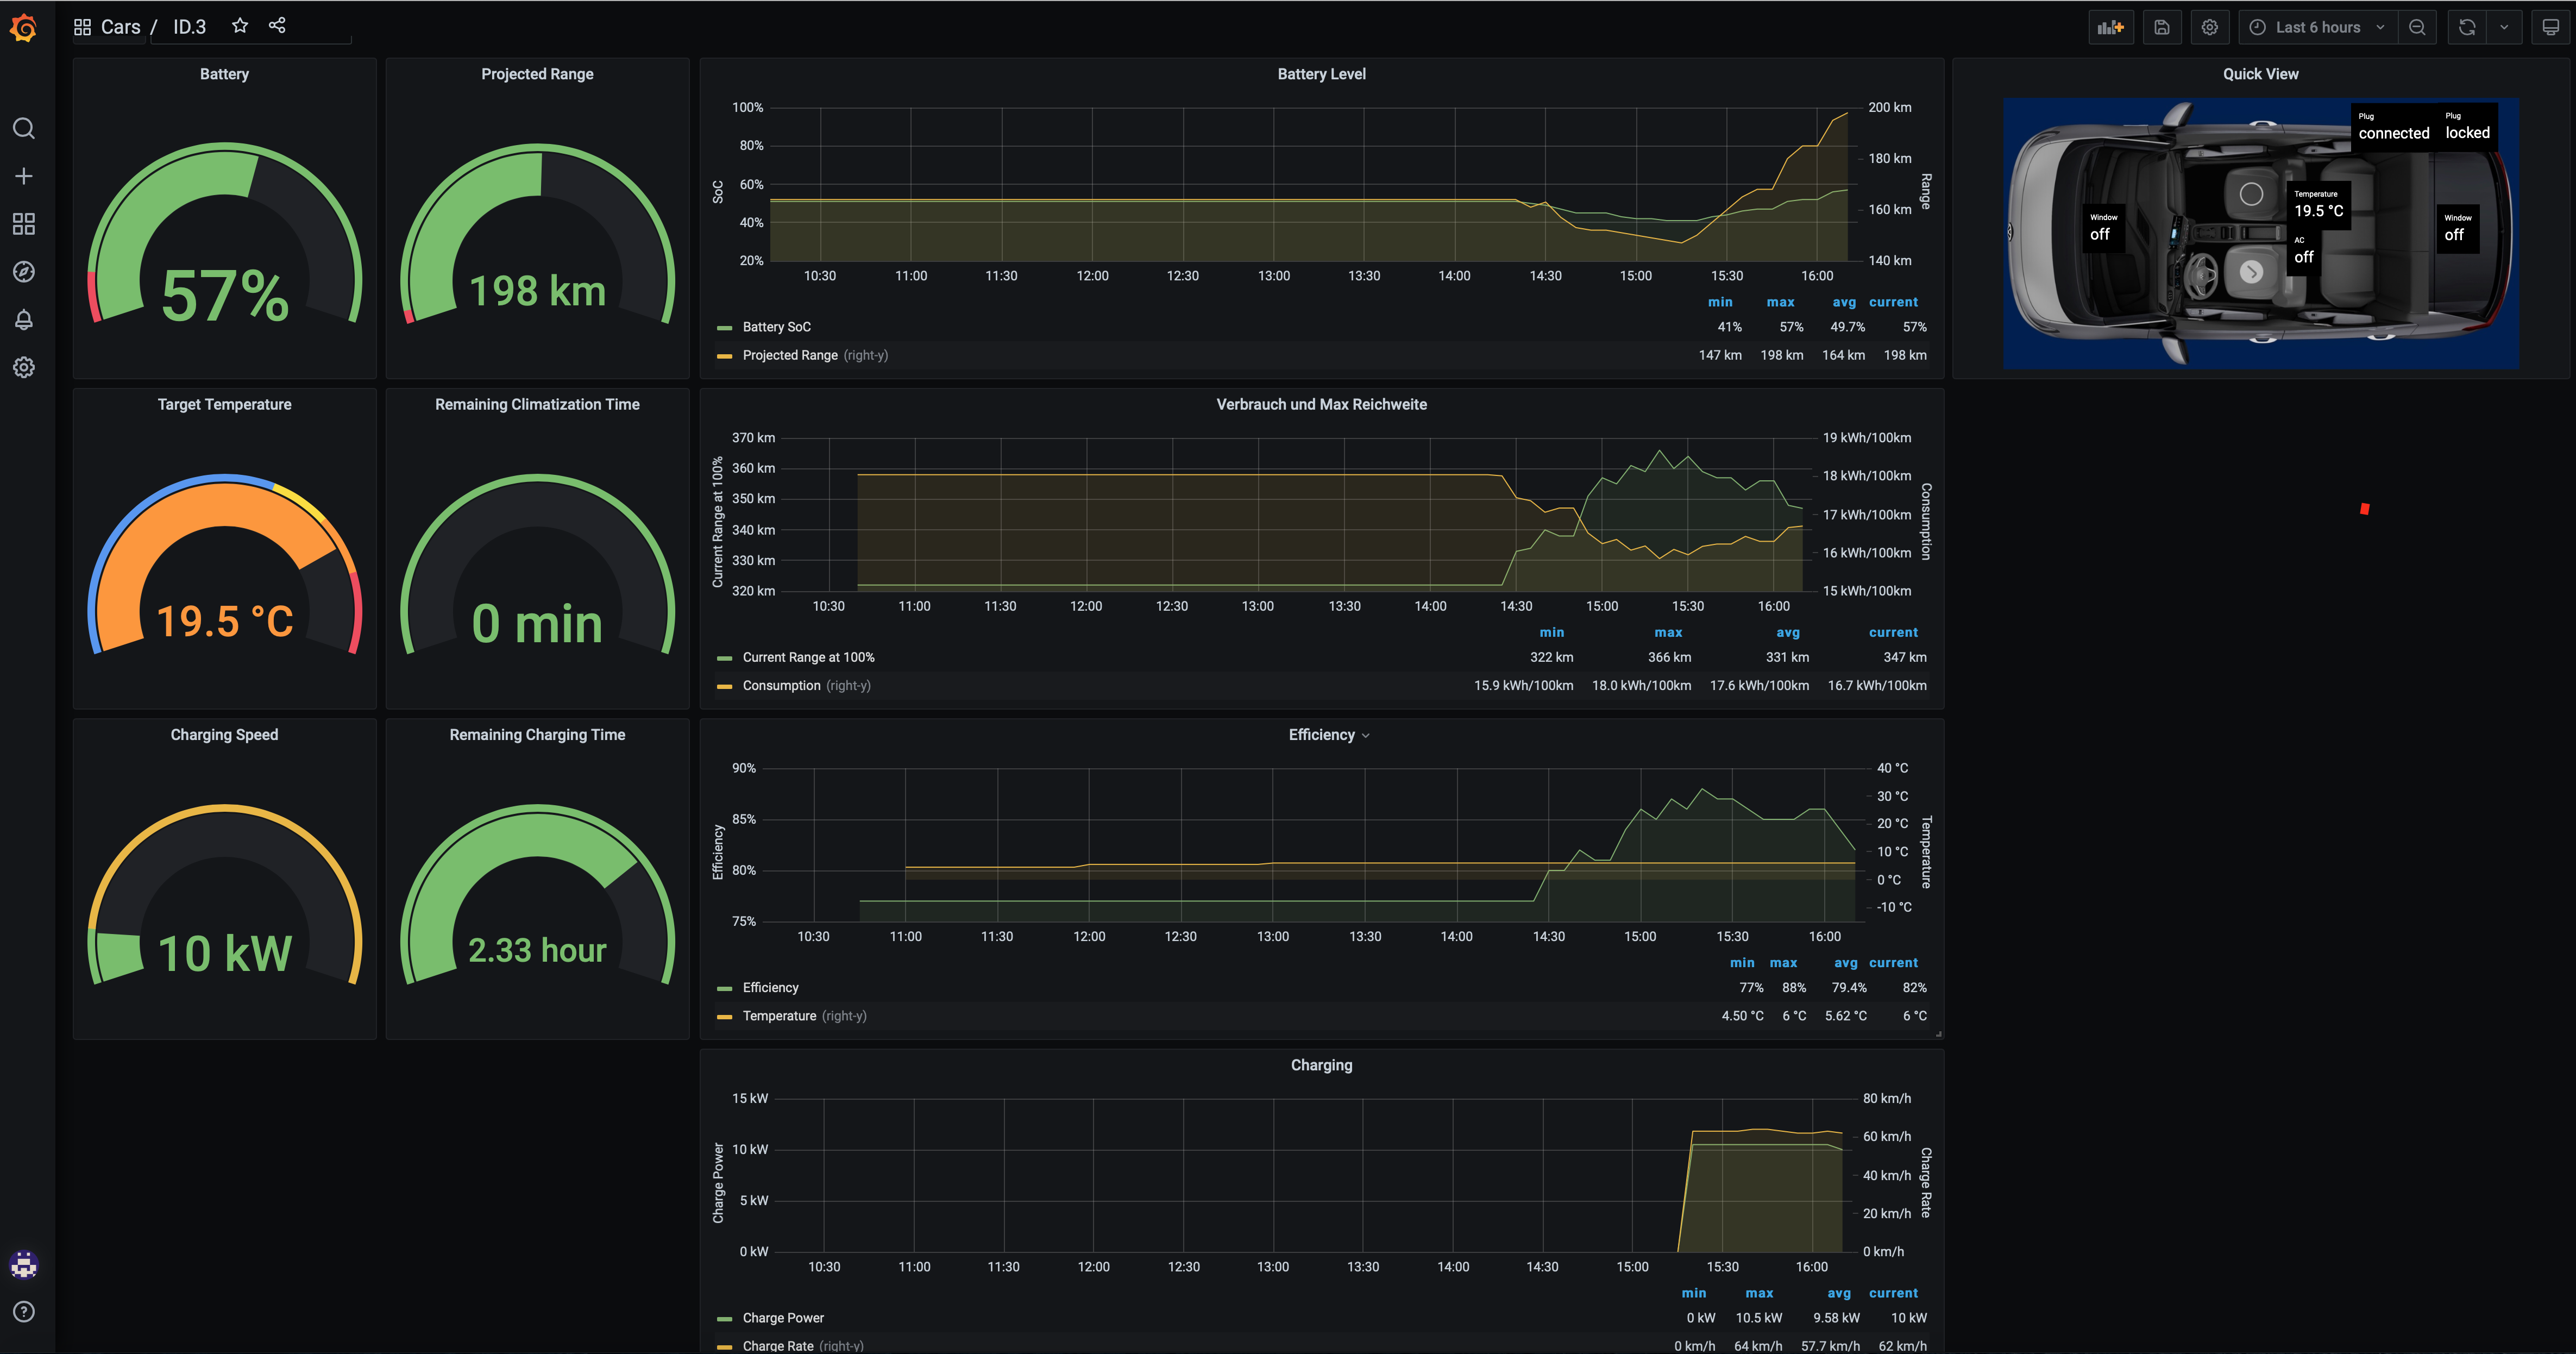 Cars / ID.3
Last 6 hours
Battery
57%
Projected Range
198 km
Battery Level
100%
80%
60%
40%
20%
SoC
200 km
180 km
160 km
140 km
Range
10:30 11:00 11:30 12:00 12:30 13:00 13:30 14:00 14:30 15:00 15:30 16:00
min max avg current
Battery SoC 41% 57% 49.7% 57%
Projected Range (right-y) 147 km 198 km 164 km 198 km
Quick View
Plug
connected
Plug
locked
Temperature
19.5 °C
AC
off
Window
off
Window
off
Target Temperature
19.5 °C
Remaining Climatization Time
0 min
Verbrauch und Max Reichweite
370 km
360 km
350 km
340 km
330 km
320 km
Current Range at 100%
19 kWh/100km
18 kWh/100km
17 kWh/100km
16 kWh/100km
15 kWh/100km
Consumption
10:30 11:00 11:30 12:00 12:30 13:00 13:30 14:00 14:30 15:00 15:30 16:00
min max avg current
Current Range at 100% 322 km 366 km 331 km 347 km
Consumption (right-y) 15.9 kWh/100km 18.0 kWh/100km 17.6 kWh/100km 16.7 kWh/100km
Charging Speed
10 kW
Remaining Charging Time
2.33 hour
Efficiency
90%
85%
80%
75%
Efficiency
40 °C
30 °C
20 °C
10 °C
0 °C
-10 °C
Temperature
10:30 11:00 11:30 12:00 12:30 13:00 13:30 14:00 14:30 15:00 15:30 16:00
min max avg current
Efficiency 77% 88% 79.4% 82%
Temperature (right-y) 4.50 °C 6 °C 5.62 °C 6 °C
Charging
15 kW
10 kW
5 kW
0 kW
Charge Power
80 km/h
60 km/h
40 km/h
20 km/h
0 km/h
Charge Rate
10:30 11:00 11:30 12:00 12:30 13:00 13:30 14:00 14:30 15:00 15:30 16:00
min max avg current
Charge Power 0 kW 10.5 kW 9.58 kW 10 kW
Charge Rate (right-y) 0 km/h 64 km/h 57.7 km/h 62 km/h